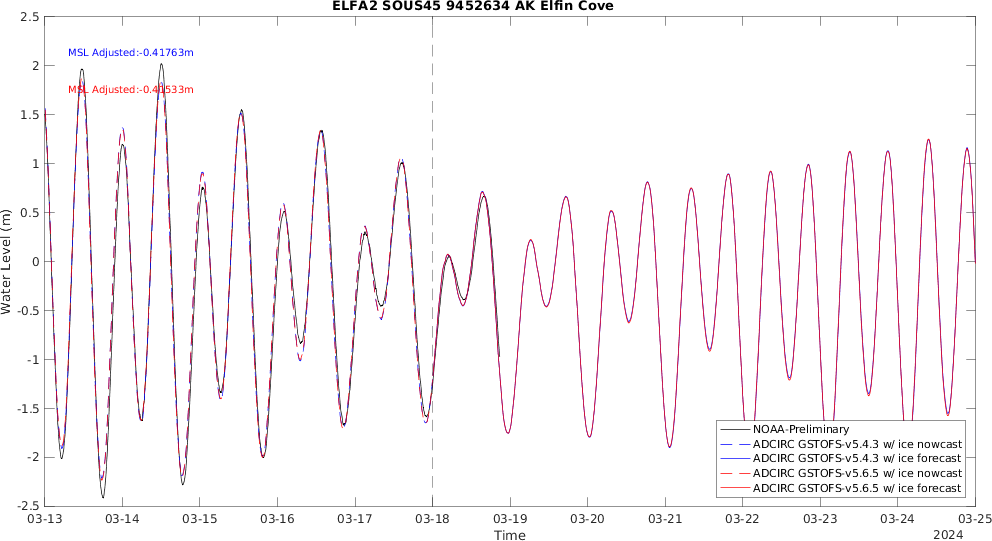 ELFA2 SOUS45 9452634 AK Elfin Cove
MSL Adjusted:-0.41763m
MSL Adjusted:-0.40533m
Water Level (m)
2.5
2
1.5
1
0.5
0
-0.5
-1
-1.5
-2
-2.5
NOAA-Preliminary
ADCIRC GSTOFS-v5.4.3 w/ ice nowcast
ADCIRC GSTOFS-v5.4.3 w/ ice forecast
ADCIRC GSTOFS-v5.6.5 w/ ice nowcast
ADCIRC GSTOFS-v5.6.5 w/ ice forecast
03-13 03-14 03-15 03-16 03-17 03-18 03-19 03-20 03-21 03-22 03-23 03-24 03-25
Time
2024